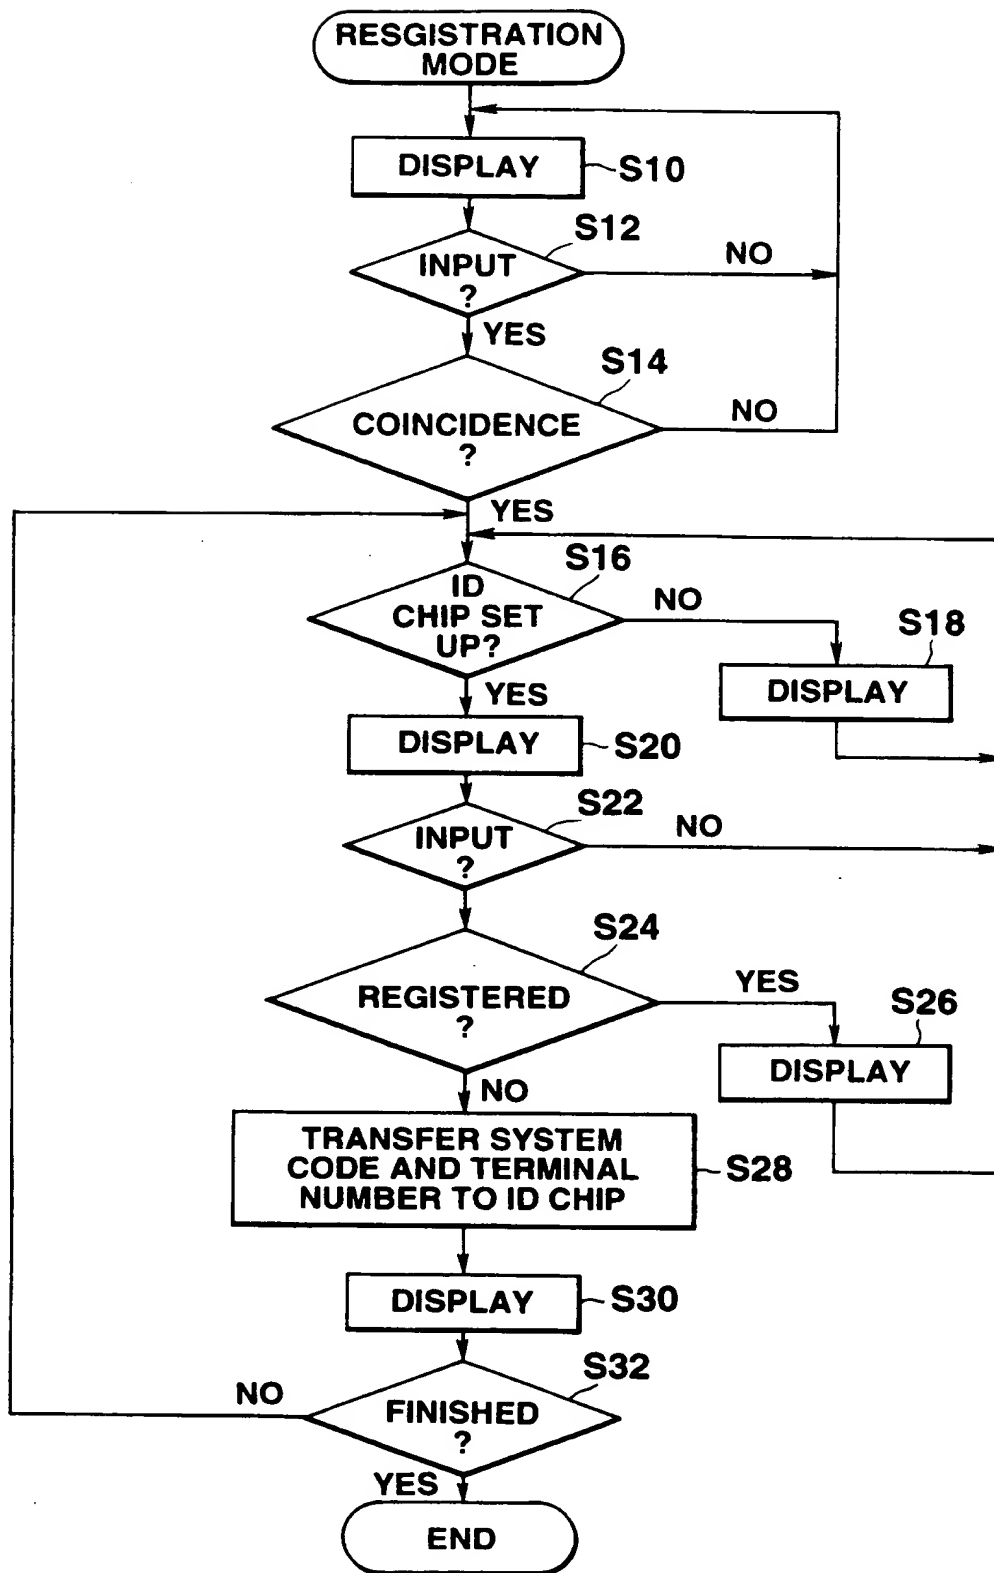 RESGISTRATION
MODE
DISPLAY
S10
S12
INPUT
?
NO
YES
S14
COINCIDENCE
?
NO
YES
S16
ID
CHIP SET
UP?
NO
S18
DISPLAY
YES
DISPLAY
S20
S22
INPUT
?
NO
S24
REGISTERED
?
YES
S26
DISPLAY
NO
TRANSFER SYSTEM
CODE AND TERMINAL
NUMBER TO ID CHIP
S28
DISPLAY
S30
S32
FINISHED
?
NO
YES
END